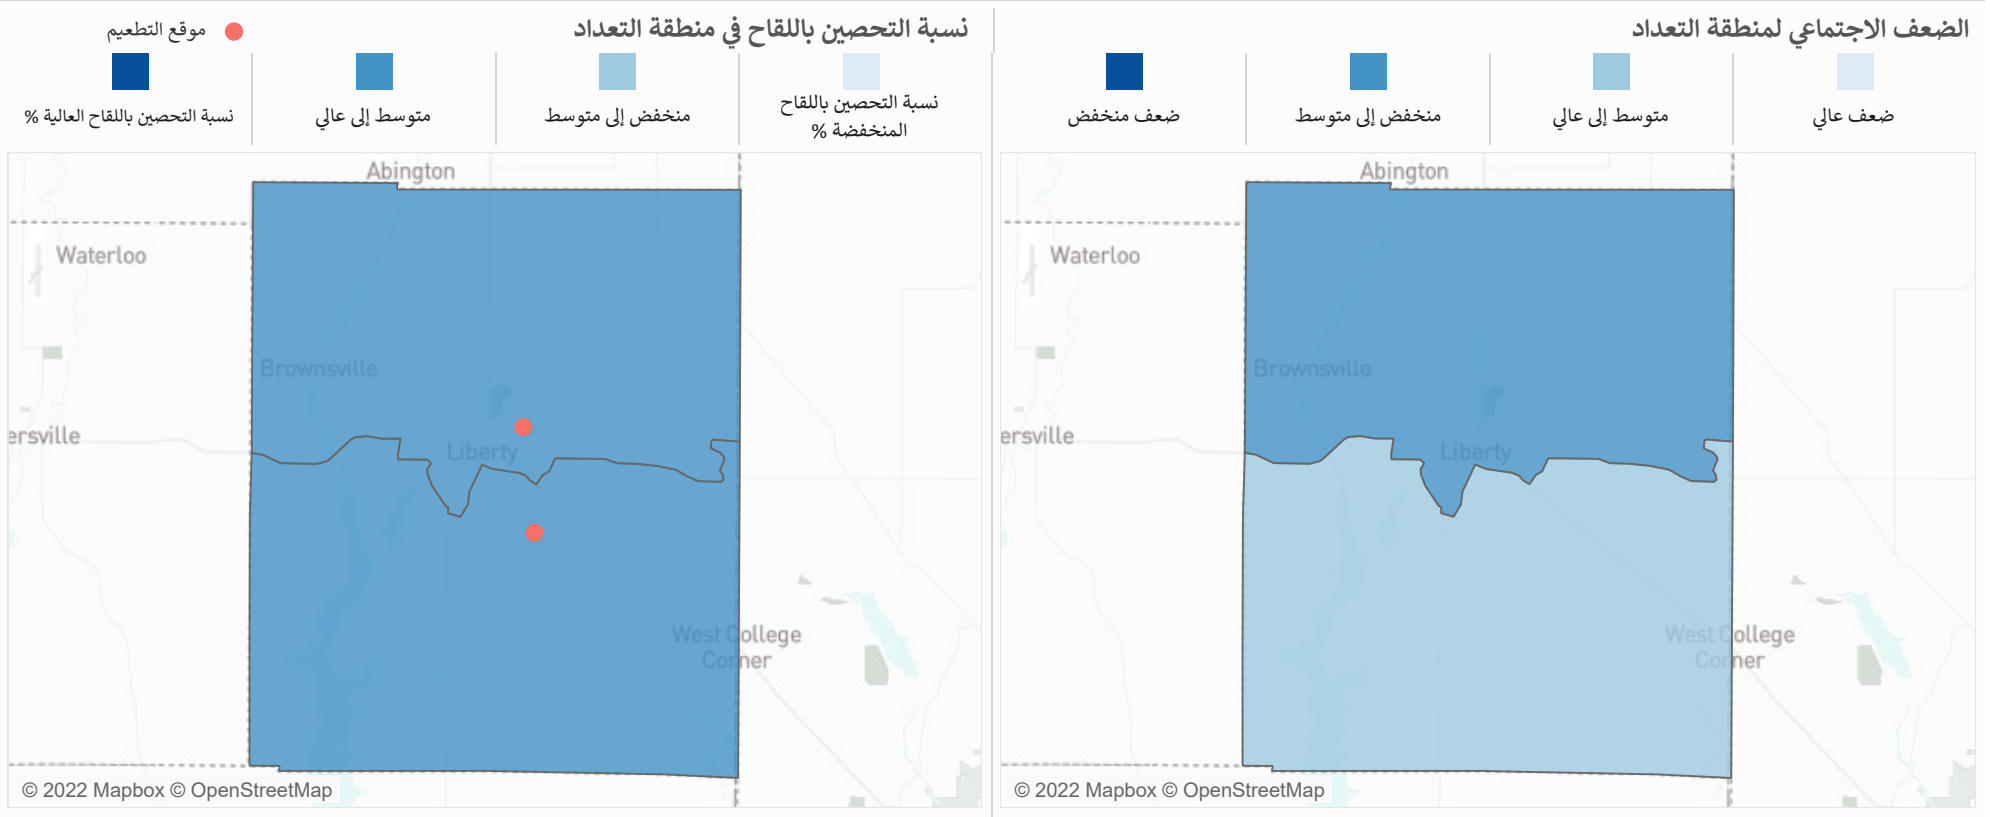 الضعف الاجتماعي لمنطقة التعداد
ضعف عالي
متوسط إلى عالي
منخفض إلى متوسط
ضعف منخفض
Abington
Waterloo
Brownsville
ersville
Liberty
West College
Corner
© 2022 Mapbox © OpenStreetMap
نسبة التحصين باللقاح في منطقة التعداد
موقع التطعيم
نسبة التحصين باللقاح
المنخفضة %
منخفض إلى متوسط
متوسط إلى عالي
نسبة التحصين باللقاح العالية %
Abington
Waterloo
Brownsville
ersville
Liberty
West College
Corner
© 2022 Mapbox © OpenStreetMap